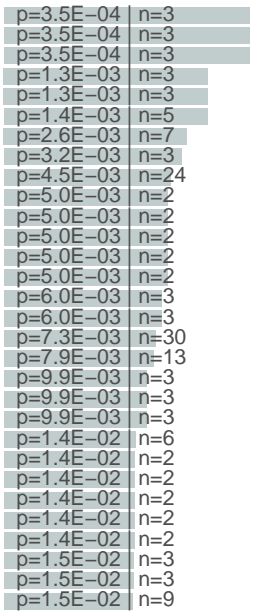 p=3.5E−04 n=3
p=3.5E−04 n=3
p=3.5E−04 n=3
p=1.3E−03 n=3
p=1.3E−03 n=3
p=1.4E−03 n=5
p=2.6E−03 n=7
p=3.2E−03 n=3
p=4.5E−03 n=24
p=5.0E−03 n=2
p=5.0E−03 n=2
p=5.0E−03 n=2
p=5.0E−03 n=2
p=5.0E−03 n=2
p=6.0E−03 n=3
p=6.0E−03 n=3
p=7.3E−03 n=30
p=7.9E−03 n=13
p=9.9E−03 n=3
p=9.9E−03 n=3
p=9.9E−03 n=3
p=1.4E−02 n=6
p=1.4E−02 n=2
p=1.4E−02 n=2
p=1.4E−02 n=2
p=1.4E−02 n=2
p=1.4E−02 n=2
p=1.5E−02 n=3
p=1.5E−02 n=3
p=1.5E−02 n=9